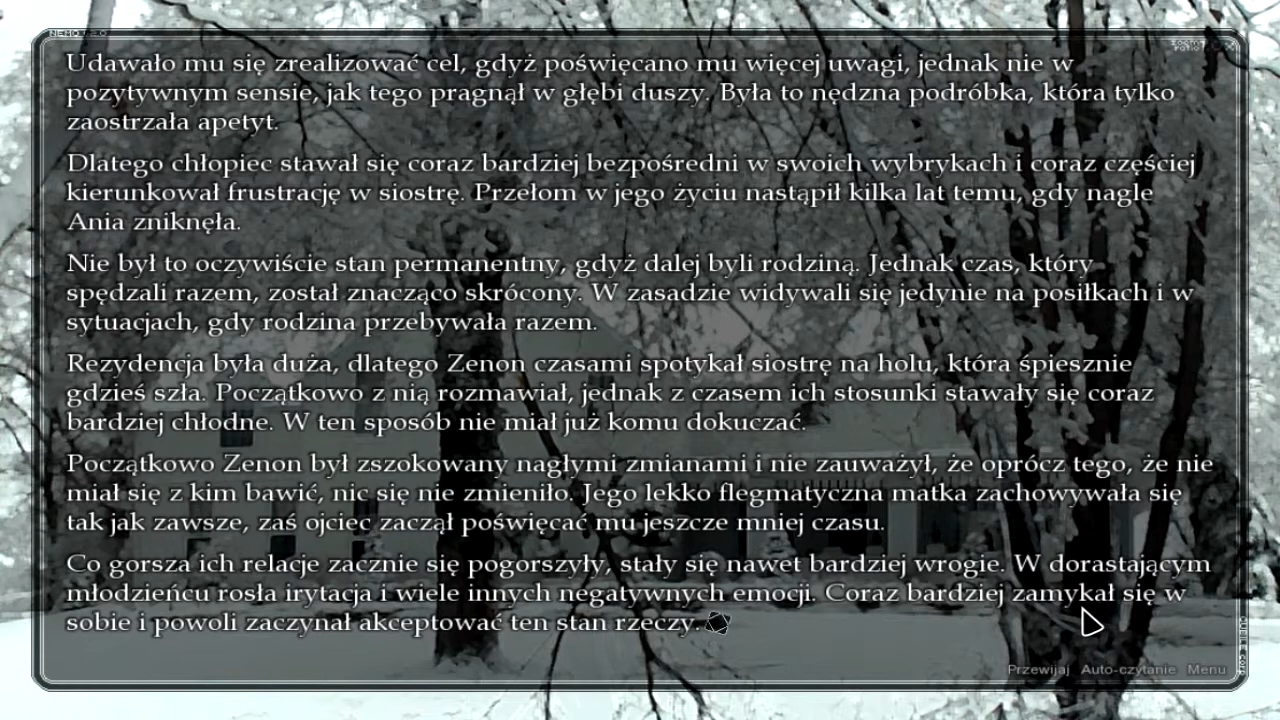 NEMO 7.2.0
Udawało mu się zrealizować cel, gdyż poświęcano mu więcej uwagi, jednak nie w
pozytywnym sensie, jak tego pragnął w głębi duszy. Była to nędzna podróbka, która tylko
zaostrzała apetyt.
Dlatego chłopiec stawał się coraz bardziej bezpośredni w swoich wybrykach i coraz częściej
kierunkował frustrację w siostrę. Przełom w jego życiu nastąpił kilka lat temu, gdy nagle
Ania zniknęła.
Nie był to oczywiście stan permanentny, gdyż dalej byli rodziną. Jednak czas, który
spędzali razem, został znacząco skrócony. W zasadzie widywali się jedynie na posiłkach i w
sytuacjach, gdy rodzina przebywała razem.
Rezydencja była duża, dlatego Zenon czasami spotykał siostrę na holu, która śpiesznie
gdzieś szła. Początkowo z nią rozmawiał, jednak z czasem ich stosunki stawały się coraz
bardziej chłodne. W ten sposób nie miał już komu dokuczać.
Początkowo Zenon był zszokowany nagłymi zmianami i nie zauważył, że oprócz tego, że nie
miał się z kim bawić, nic się nie zmieniło. Jego lekko flegmatyczna matka zachowywała się
tak jak zawsze, zaś ojciec zaczął poświęcać mu jeszcze mniej czasu.
Co gorsza ich relacje zacznie się pogorszyły, stały się nawet bardziej wrogie. W dorastającym
młodzieńcu rosła irytacja i wiele innych negatywnych emocji. Coraz bardziej zamykał się w
sobie i powoli zaczynał akceptować ten stan rzeczy.
Przewijaj Auto-czytanie Menu